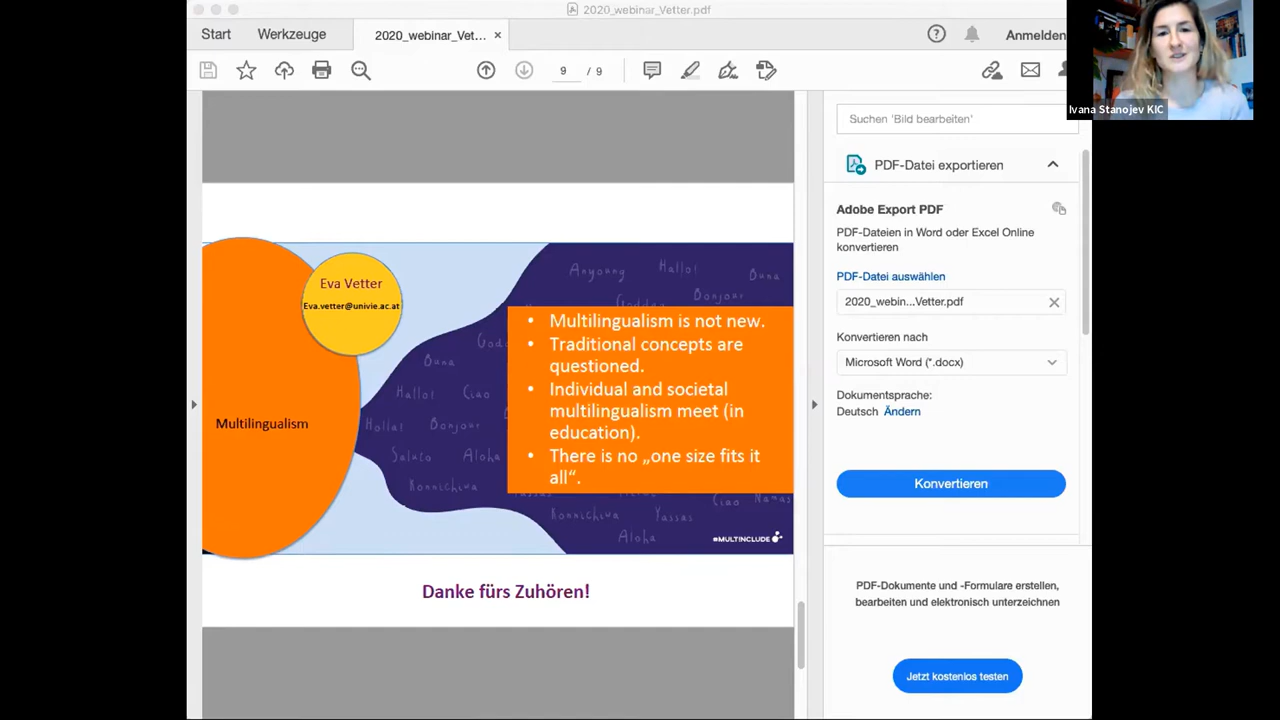 2020_webinar_Vetter.pdf
Start
Werkzeuge
2020_webinar_Vet...
Anmelden
9 / 9
Ivana Stanojev KIC
Suchen 'Bild bearbeiten'
PDF-Datei exportieren
Adobe Export PDF
PDF-Dateien in Word oder Excel Online
konvertieren
PDF-Datei auswählen
2020_webin...Vetter.pdf
Konvertieren nach
Microsoft Word (*.docx)
Dokumentsprache:
Deutsch Ändern
Konvertieren
PDF-Dokumente und -Formulare erstellen,
bearbeiten und elektronisch unterzeichnen
Jetzt kostenlos testen
Eva Vetter
Eva.vetter@univie.ac.at
Multilingualism
Anyoung Hallo! Buna
Bonjour
Buna
Hallo! Ciao
Hollal Bonjour
Saluto Aloha
Konnichiwa
• Multilingualism is not new.
• Traditional concepts are
questioned.
• Individual and societal
multilingualism meet (in
education).
• There is no „one size fits it
all“.
Ciao
Konnichiwa Yassas
Aloha
#MULTINCLUDE
Danke fürs Zuhören!